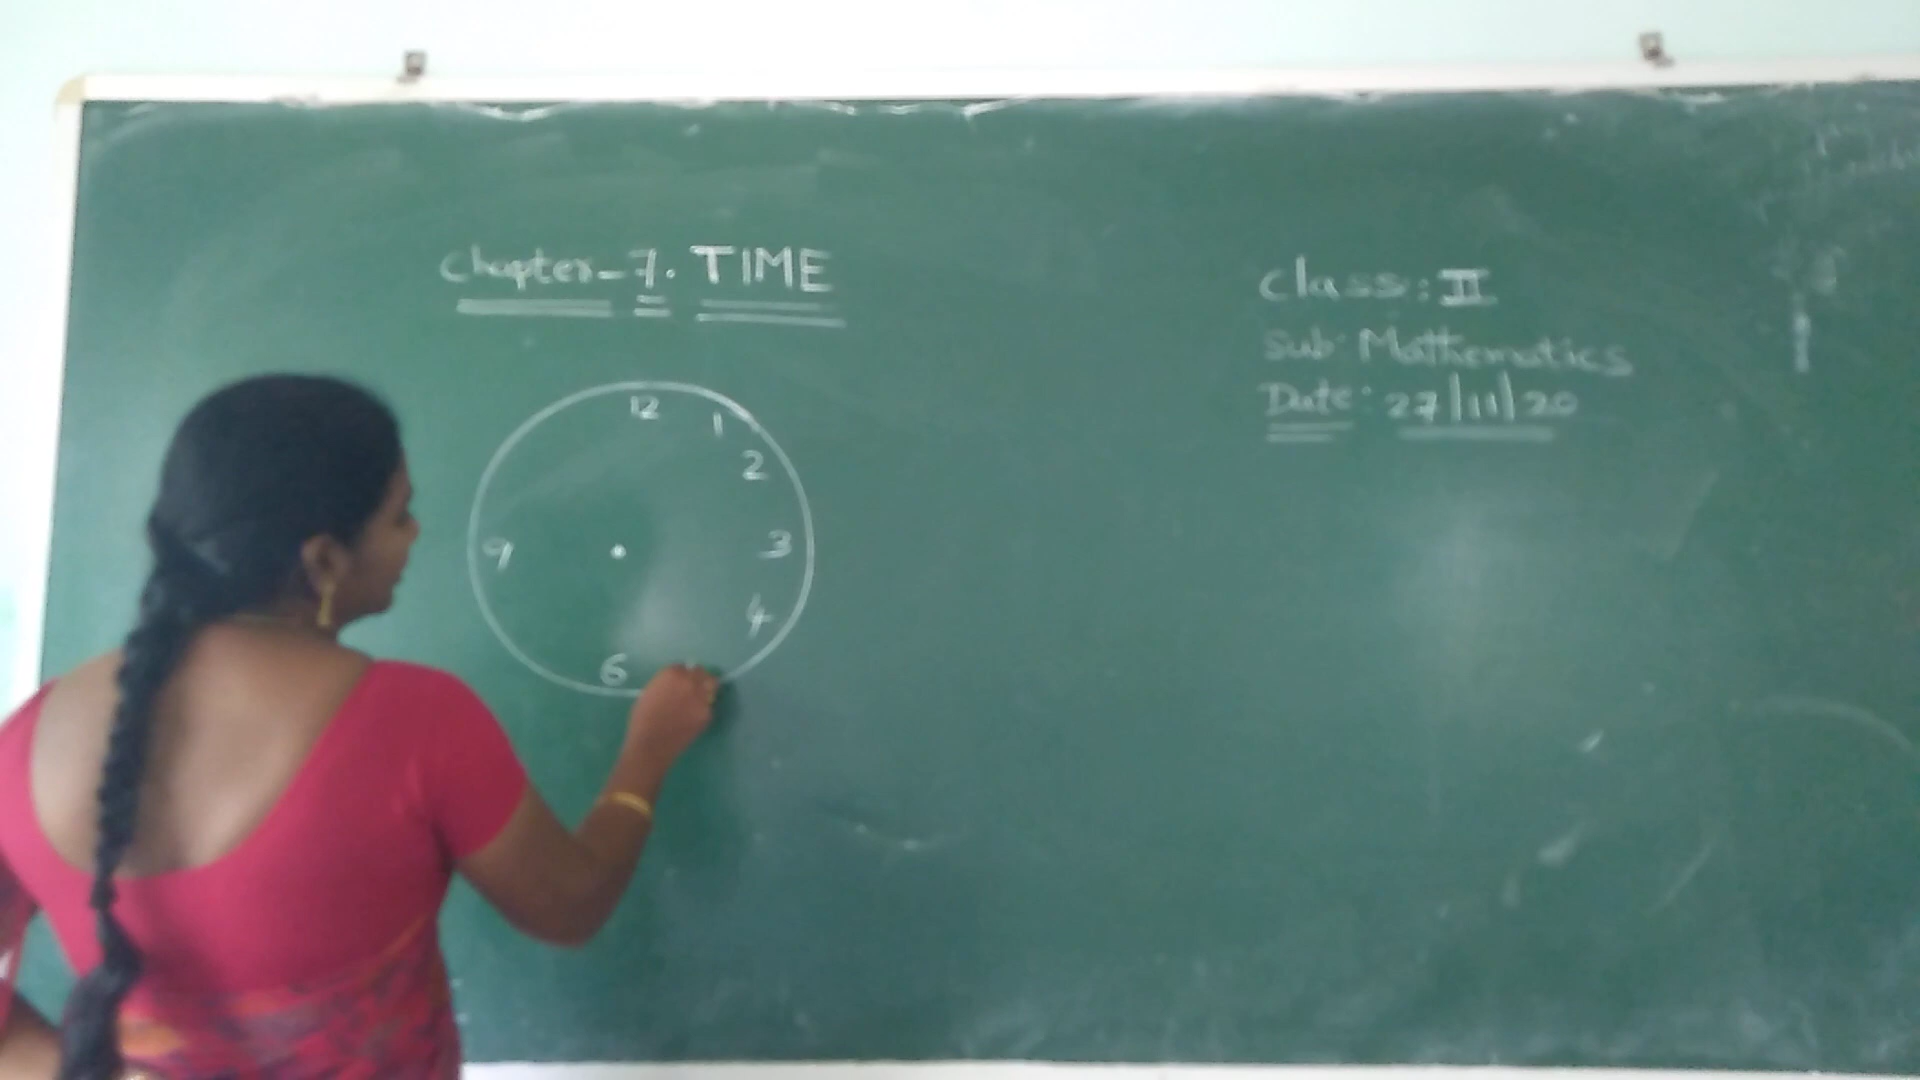 Chapter-7. TIME
Class: II
Sub: Mathematics
Date: 27/11/20
12
1
2
9
3
4
6